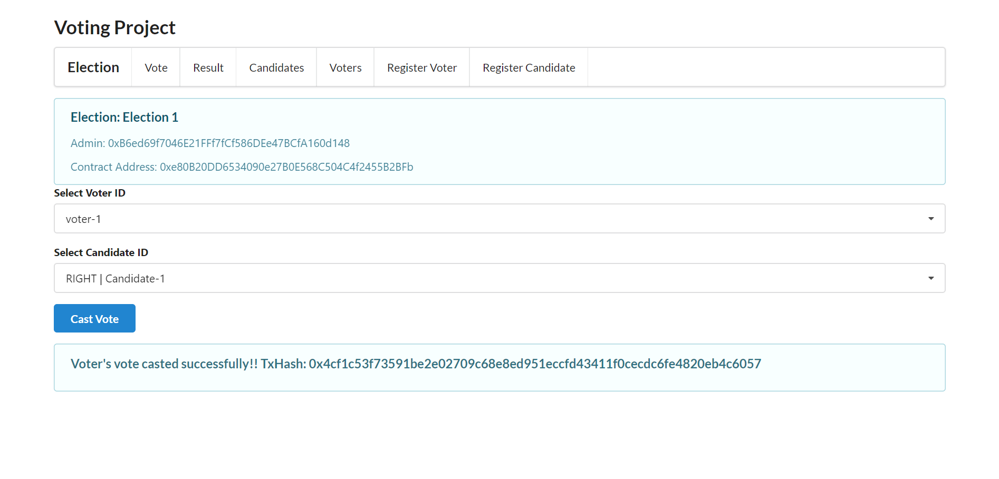 Voting Project
Election Vote Result Candidates Voters Register Voter Register Candidate
Election: Election 1
Admin: 0xB6ed69f7046E21FFf7fCf586DEe47BCfA160d148
Contract Address: 0xe80B20DD6534090e27B0E568C504C4f2455B2BFb
Select Voter ID
voter-1
Select Candidate ID
RIGHT | Candidate-1
Cast Vote
Voter's vote casted successfully!! TxHash: 0x4cf1c53f73591be2e02709c68e8ed951eccfd43411f0cecdc6fe4820eb4c6057